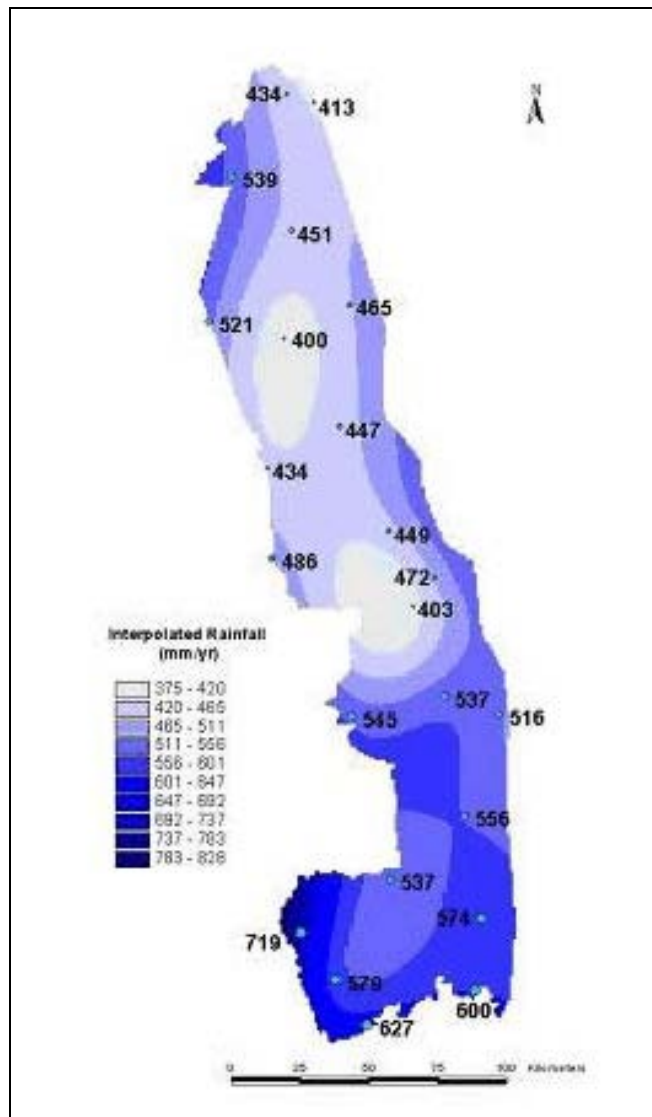 434
413
N
539
451
465
521
400
447
434
449
486
472
403
Interpolated Rainfall
(mm/yr)
375 - 420
420 - 465
465 - 511
511 - 556
556 - 601
601 - 647
647 - 692
692 - 737
737 - 783
783 - 828
537
545
516
556
537
574
719
579
600
627
0 25 50 75 100 Kilometers